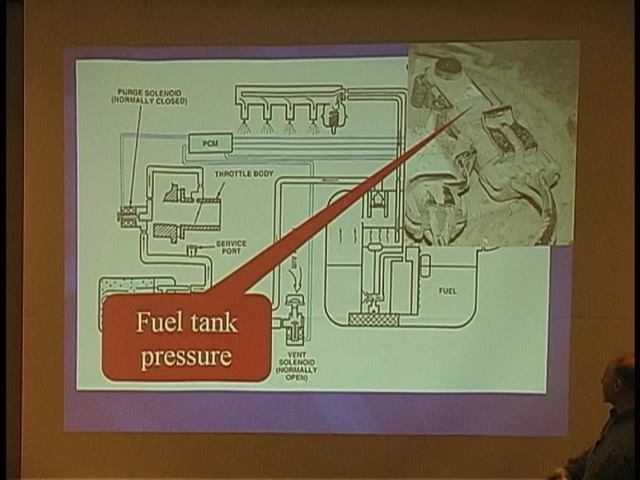 PURGE SOLENOID
(NORMALLY CLOSED)
PCM
THROTTLE BODY
SERVICE
PORT
FUEL
Fuel tank
pressure
VENT
SOLENOID
(NORMALLY
OPEN)